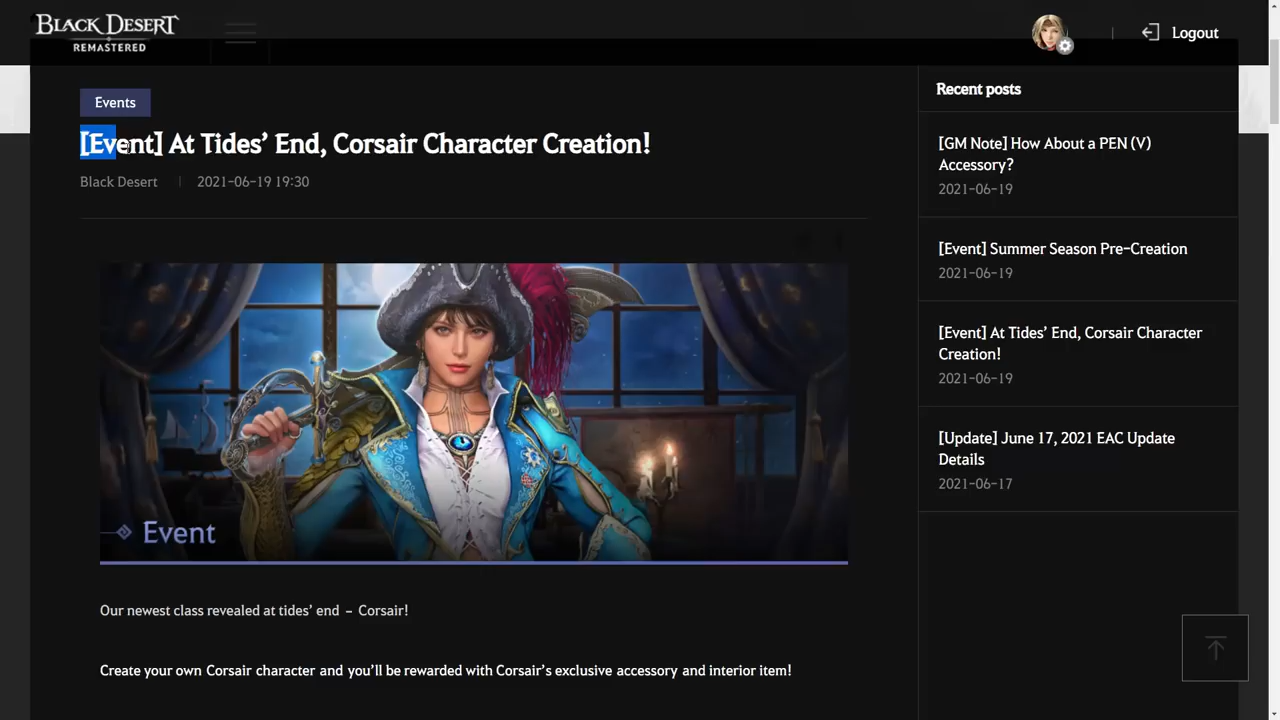 BLACK DESERT
REMASTERED
Logout
Events
[Event] At Tides’ End, Corsair Character Creation!
Black Desert | 2021-06-19 19:30
Event
Our newest class revealed at tides’ end – Corsair!
Create your own Corsair character and you’ll be rewarded with Corsair’s exclusive accessory and interior item!
Recent posts
[GM Note] How About a PEN (V)
Accessory?
2021-06-19
[Event] Summer Season Pre-Creation
2021-06-19
[Event] At Tides’ End, Corsair Character
Creation!
2021-06-19
[Update] June 17, 2021 EAC Update
Details
2021-06-17